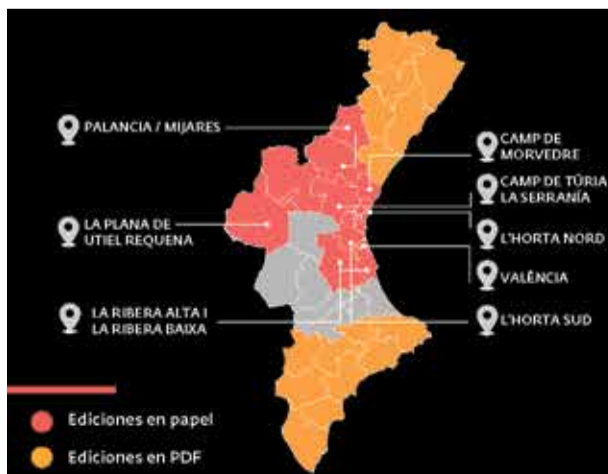 PALANCIA / MIJARES
CAMP DE
MORVEDRE
CAMP DE TÚRIA
LA SERRANÍA
LA PLANA DE
UTIEL REQUENA
L'HORTA NORD
VALÈNCIA
LA RIBERA ALTA I
LA RIBERA BAIXA
L'HORTA SUD
Ediciones en papel
Ediciones en PDF